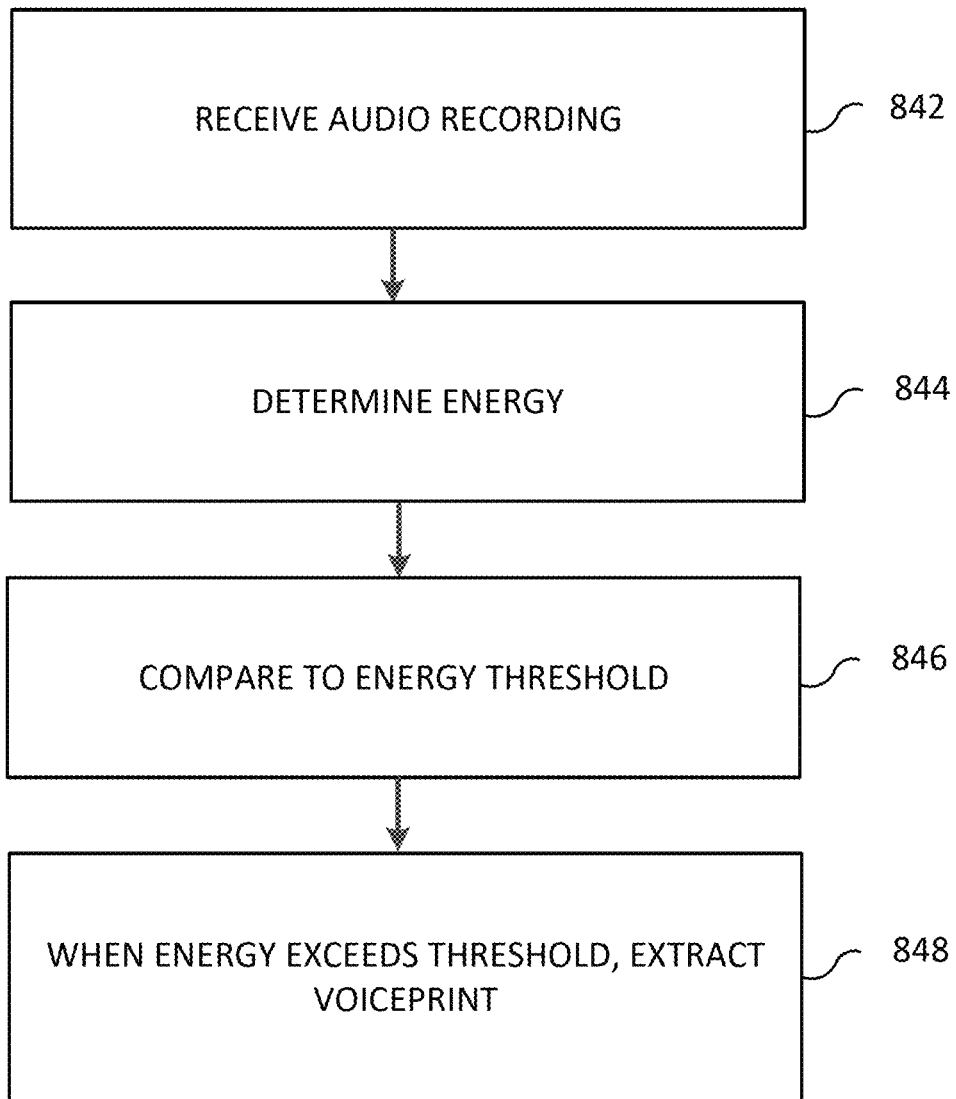 RECEIVE AUDIO RECORDING
842
DETERMINE ENERGY
844
COMPARE TO ENERGY THRESHOLD
846
WHEN ENERGY EXCEEDS THRESHOLD, EXTRACT
VOICEPRINT
848